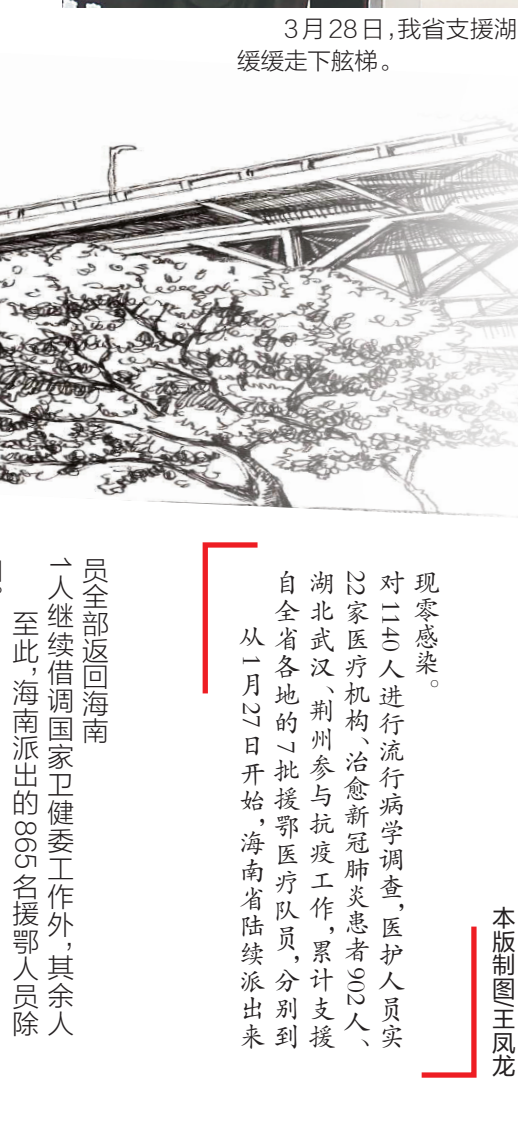 3月28日,我省支援湖
缓缓走下舷梯。
至此,海南派出的865名援鄂人员除
1人继续借调国家卫健委工作外,其余人
员全部返回海南
从1月27日开始,海南省陆续派出来
自全省各地的7批援鄂医疗队员,分别到
湖北武汉、荆州参与抗疫工作,累计支援
22家医疗机构、治愈新冠肺炎患者902人、
对1140人进行流行病学调查,医护人员实
现零感染。
本版制图/王凤龙